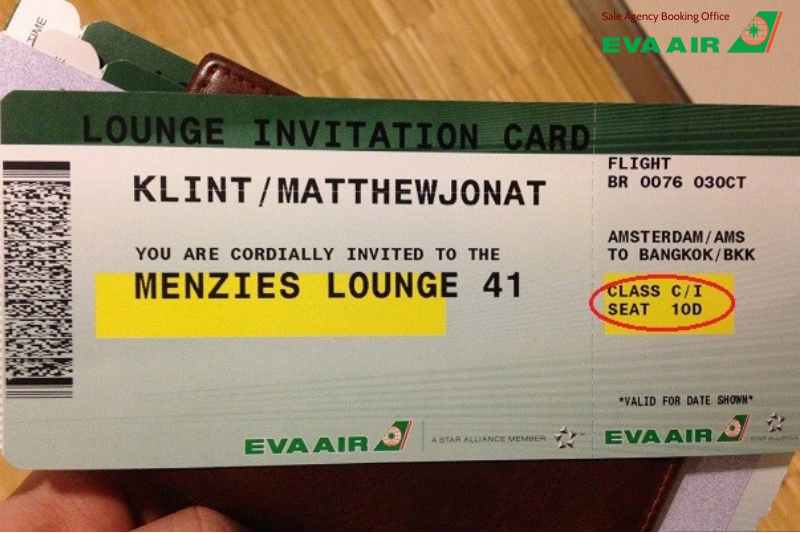 Sale Agency Booking Office
EVA AIR
LOUNGE INVITATION CARD
KLINT/MATTHEWJONAT
YOU ARE CORDIALLY INVITED TO THE
MENZIES LOUNGE 41
FLIGHT
BR 0076 03OCT
AMSTERDAM/AMS
TO BANGKOK/BKK
CLASS C/I
SEAT 10D
*VALID FOR DATE SHOWN*
EVA AIR
A STAR ALLIANCE MEMBER
EVA AIR
A STAR ALLIANCE